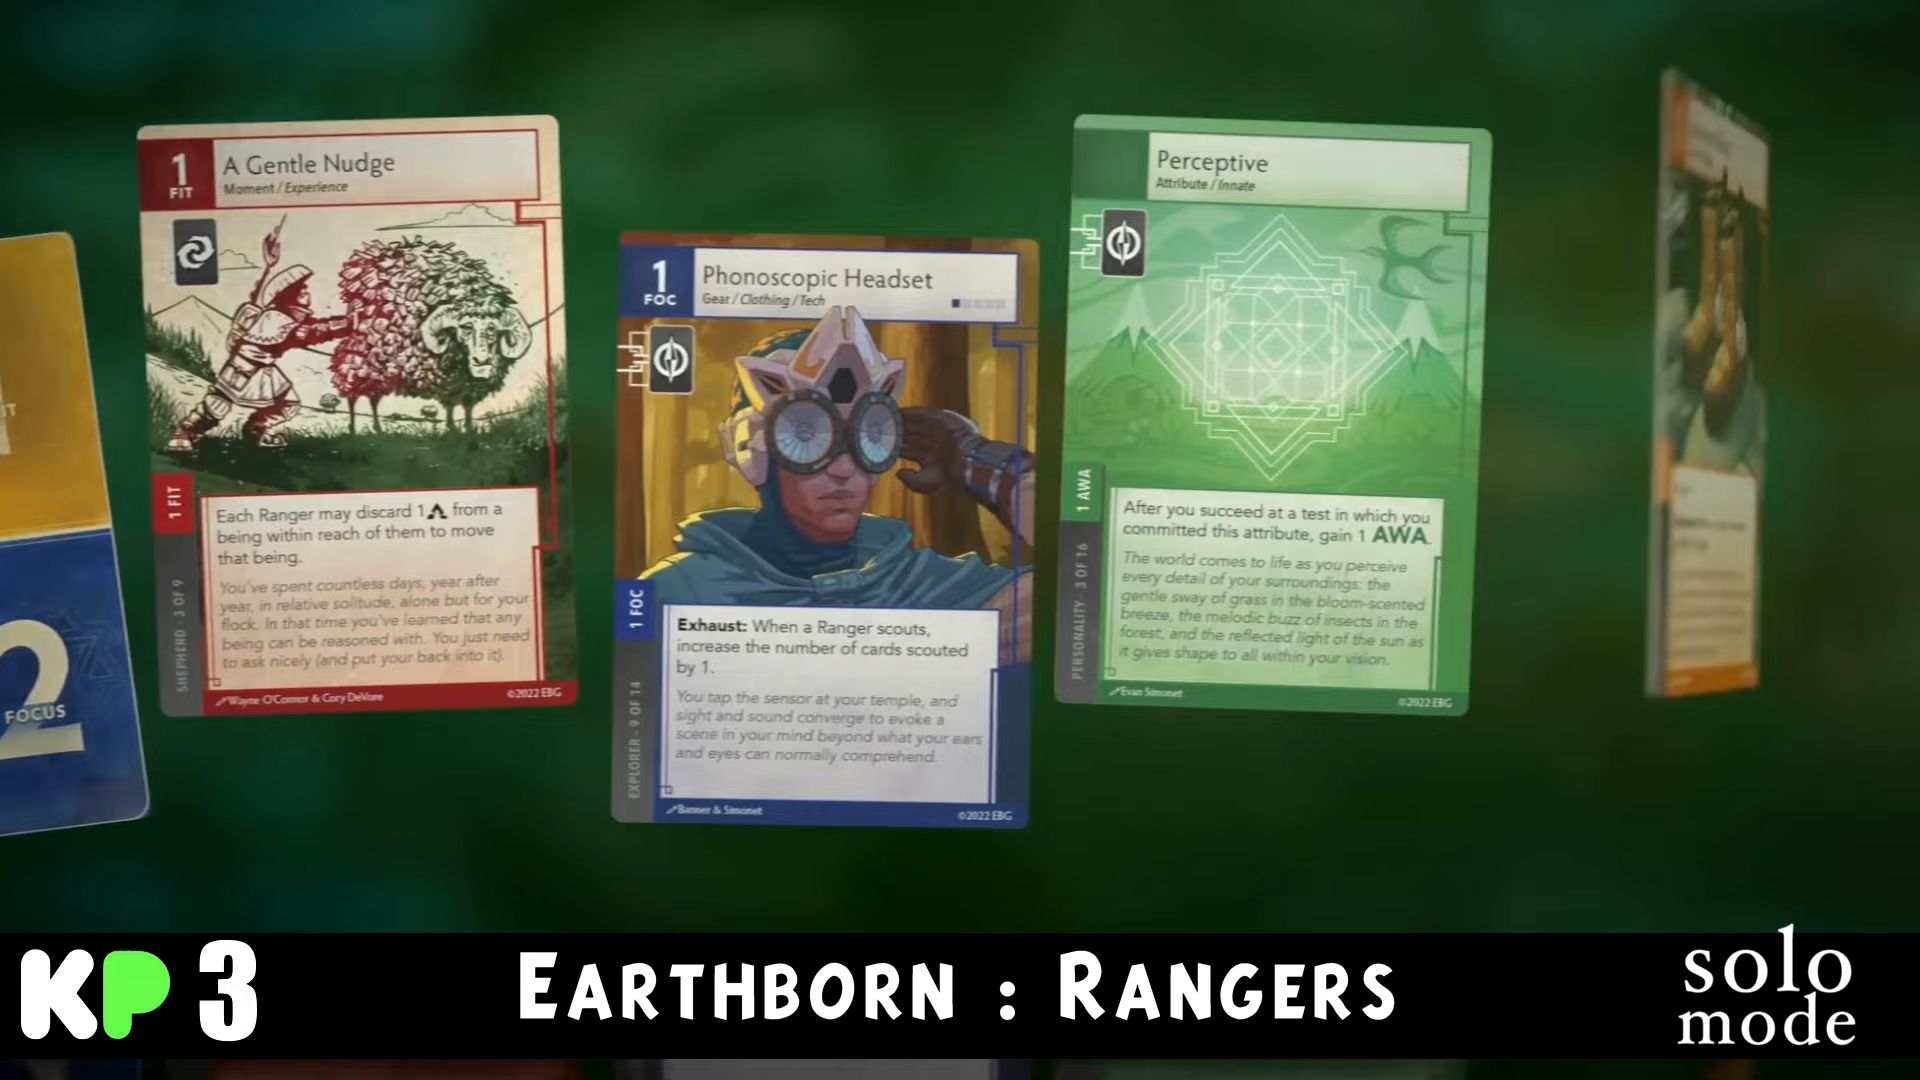 1
FIT
A Gentle Nudge
Moment / Experience
1 FIT
Each Ranger may discard 1 from a
being within reach of them to move
that being.
You've spent countless days, year after
year, in relative solitude, alone but for your
flock. In that time you've learned that any
being can be reasoned with. You just need
to ask nicely (and put your back into it).
SHEPHERD - 3 OF 9
Wayne O'Connor & Cory DeVore
©2022 EBG
1
FOC
Phonoscopic Headset
Gear / Clothing / Tech
1 FOC
Exhaust: When a Ranger scouts,
increase the number of cards scouted
by 1.
You tap the sensor at your temple, and
sight and sound converge to evoke a
scene in your mind beyond what your ears
and eyes can normally comprehend.
EXPLORER - 9 OF 14
Banner & Simonet
©2022 EBG
Perceptive
Attribute / Innate
1 AWA
After you succeed at a test in which you
committed this attribute, gain 1 AWA.
The world comes to life as you perceive
every detail of your surroundings: the
gentle sway of grass in the bloom-scented
breeze, the melodic buzz of insects in the
forest, and the reflected light of the sun as
it gives shape to all within your vision.
PERSONALITY - 3 OF 16
Evan Simonet
©2022 EBG
2
FOCUS
KP 3
EARTHBORN : RANGERS
solo
mode